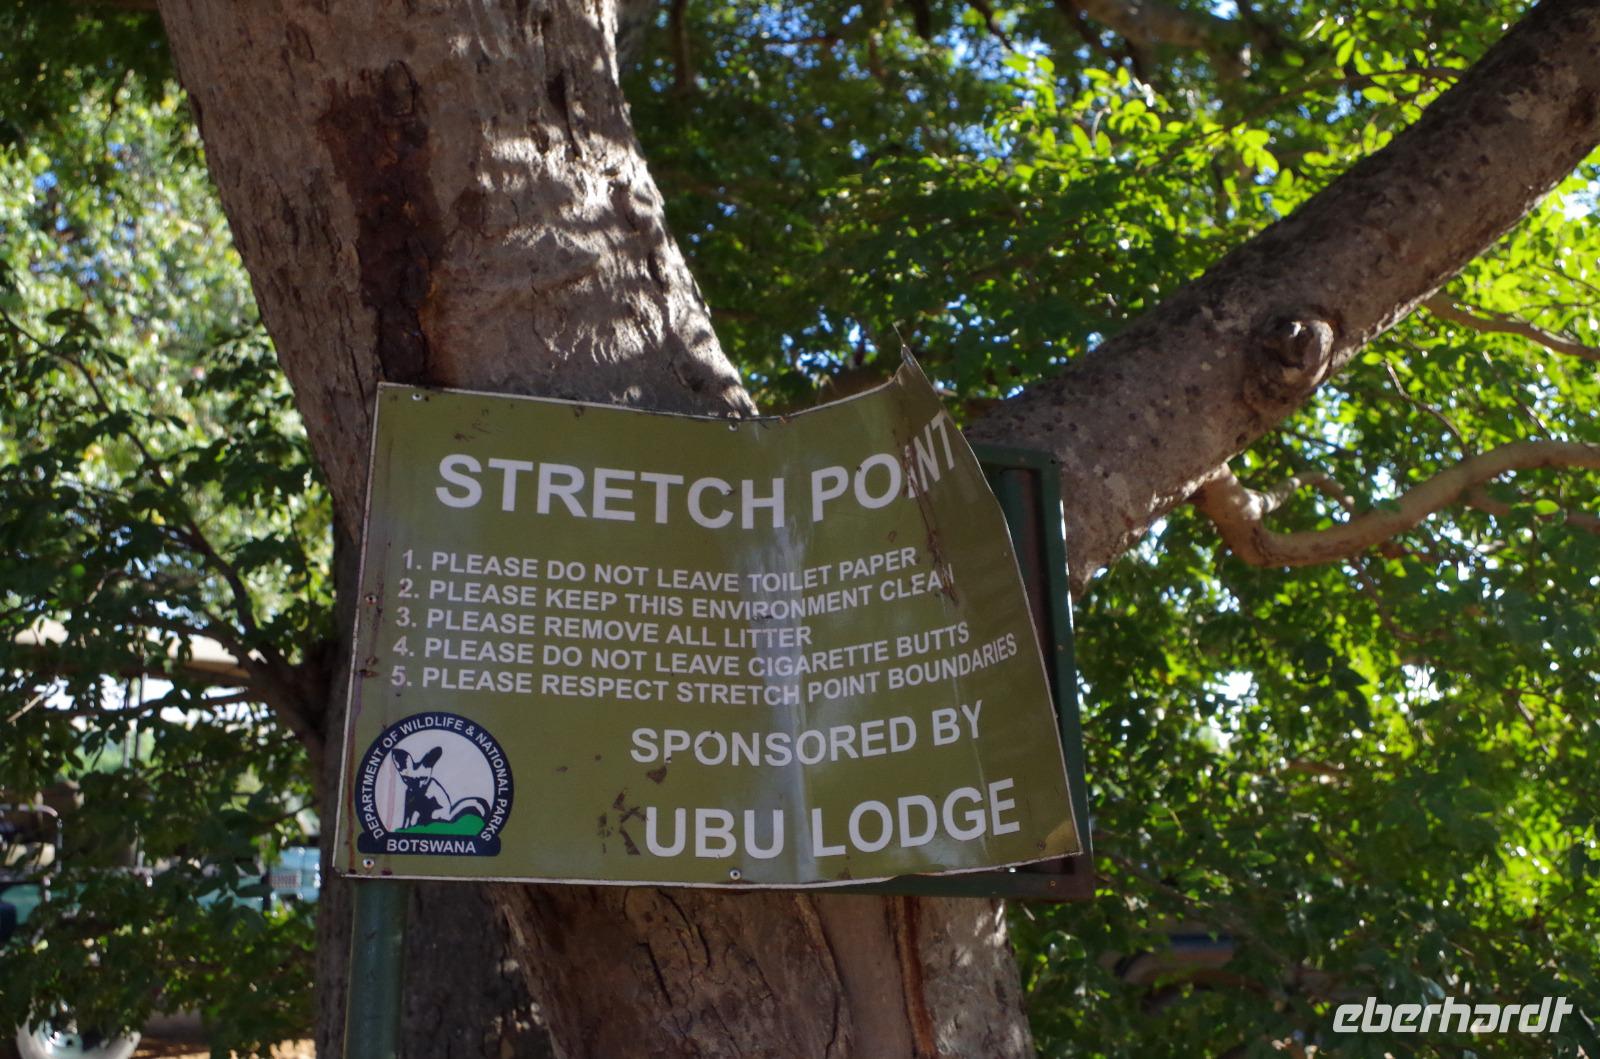 STRETCH POINT
1. PLEASE DO NOT LEAVE TOILET PAPER
2. PLEASE KEEP THIS ENVIRONMENT CLEAN
3. PLEASE REMOVE ALL LITTER
4. PLEASE DO NOT LEAVE CIGARETTE BUTTS
5. PLEASE RESPECT STRETCH POINT BOUNDARIES
SPONSORED BY
KUBU LODGE
DEPARTMENT OF WILDLIFE & NATIONAL PARKS
BOTSWANA
eberhardt